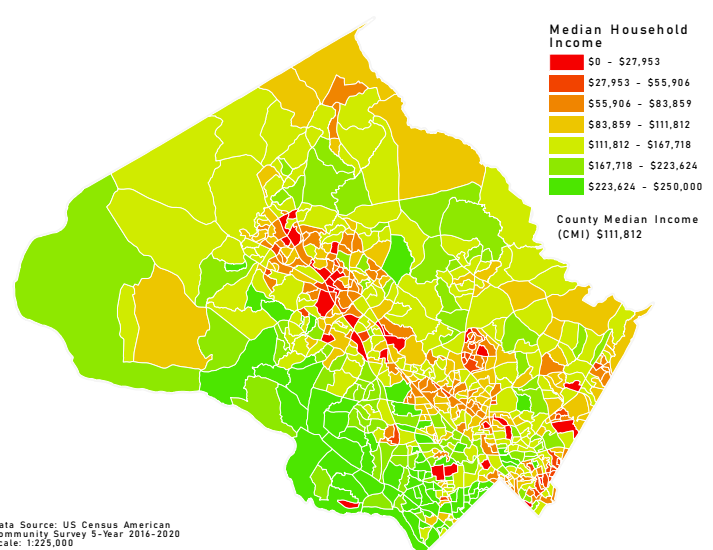 Median Household
Income
$0 - $27,953
$27,953 - $55,906
$55,906 - $83,859
$83,859 - $111,812
$111,812 - $167,718
$167,718 - $223,624
$223,624 - $250,000
County Median Income
(CMI) $111,812
ata Source: US Census American
ommunity Survey 5-Year 2016-2020
cale: 1:225,000